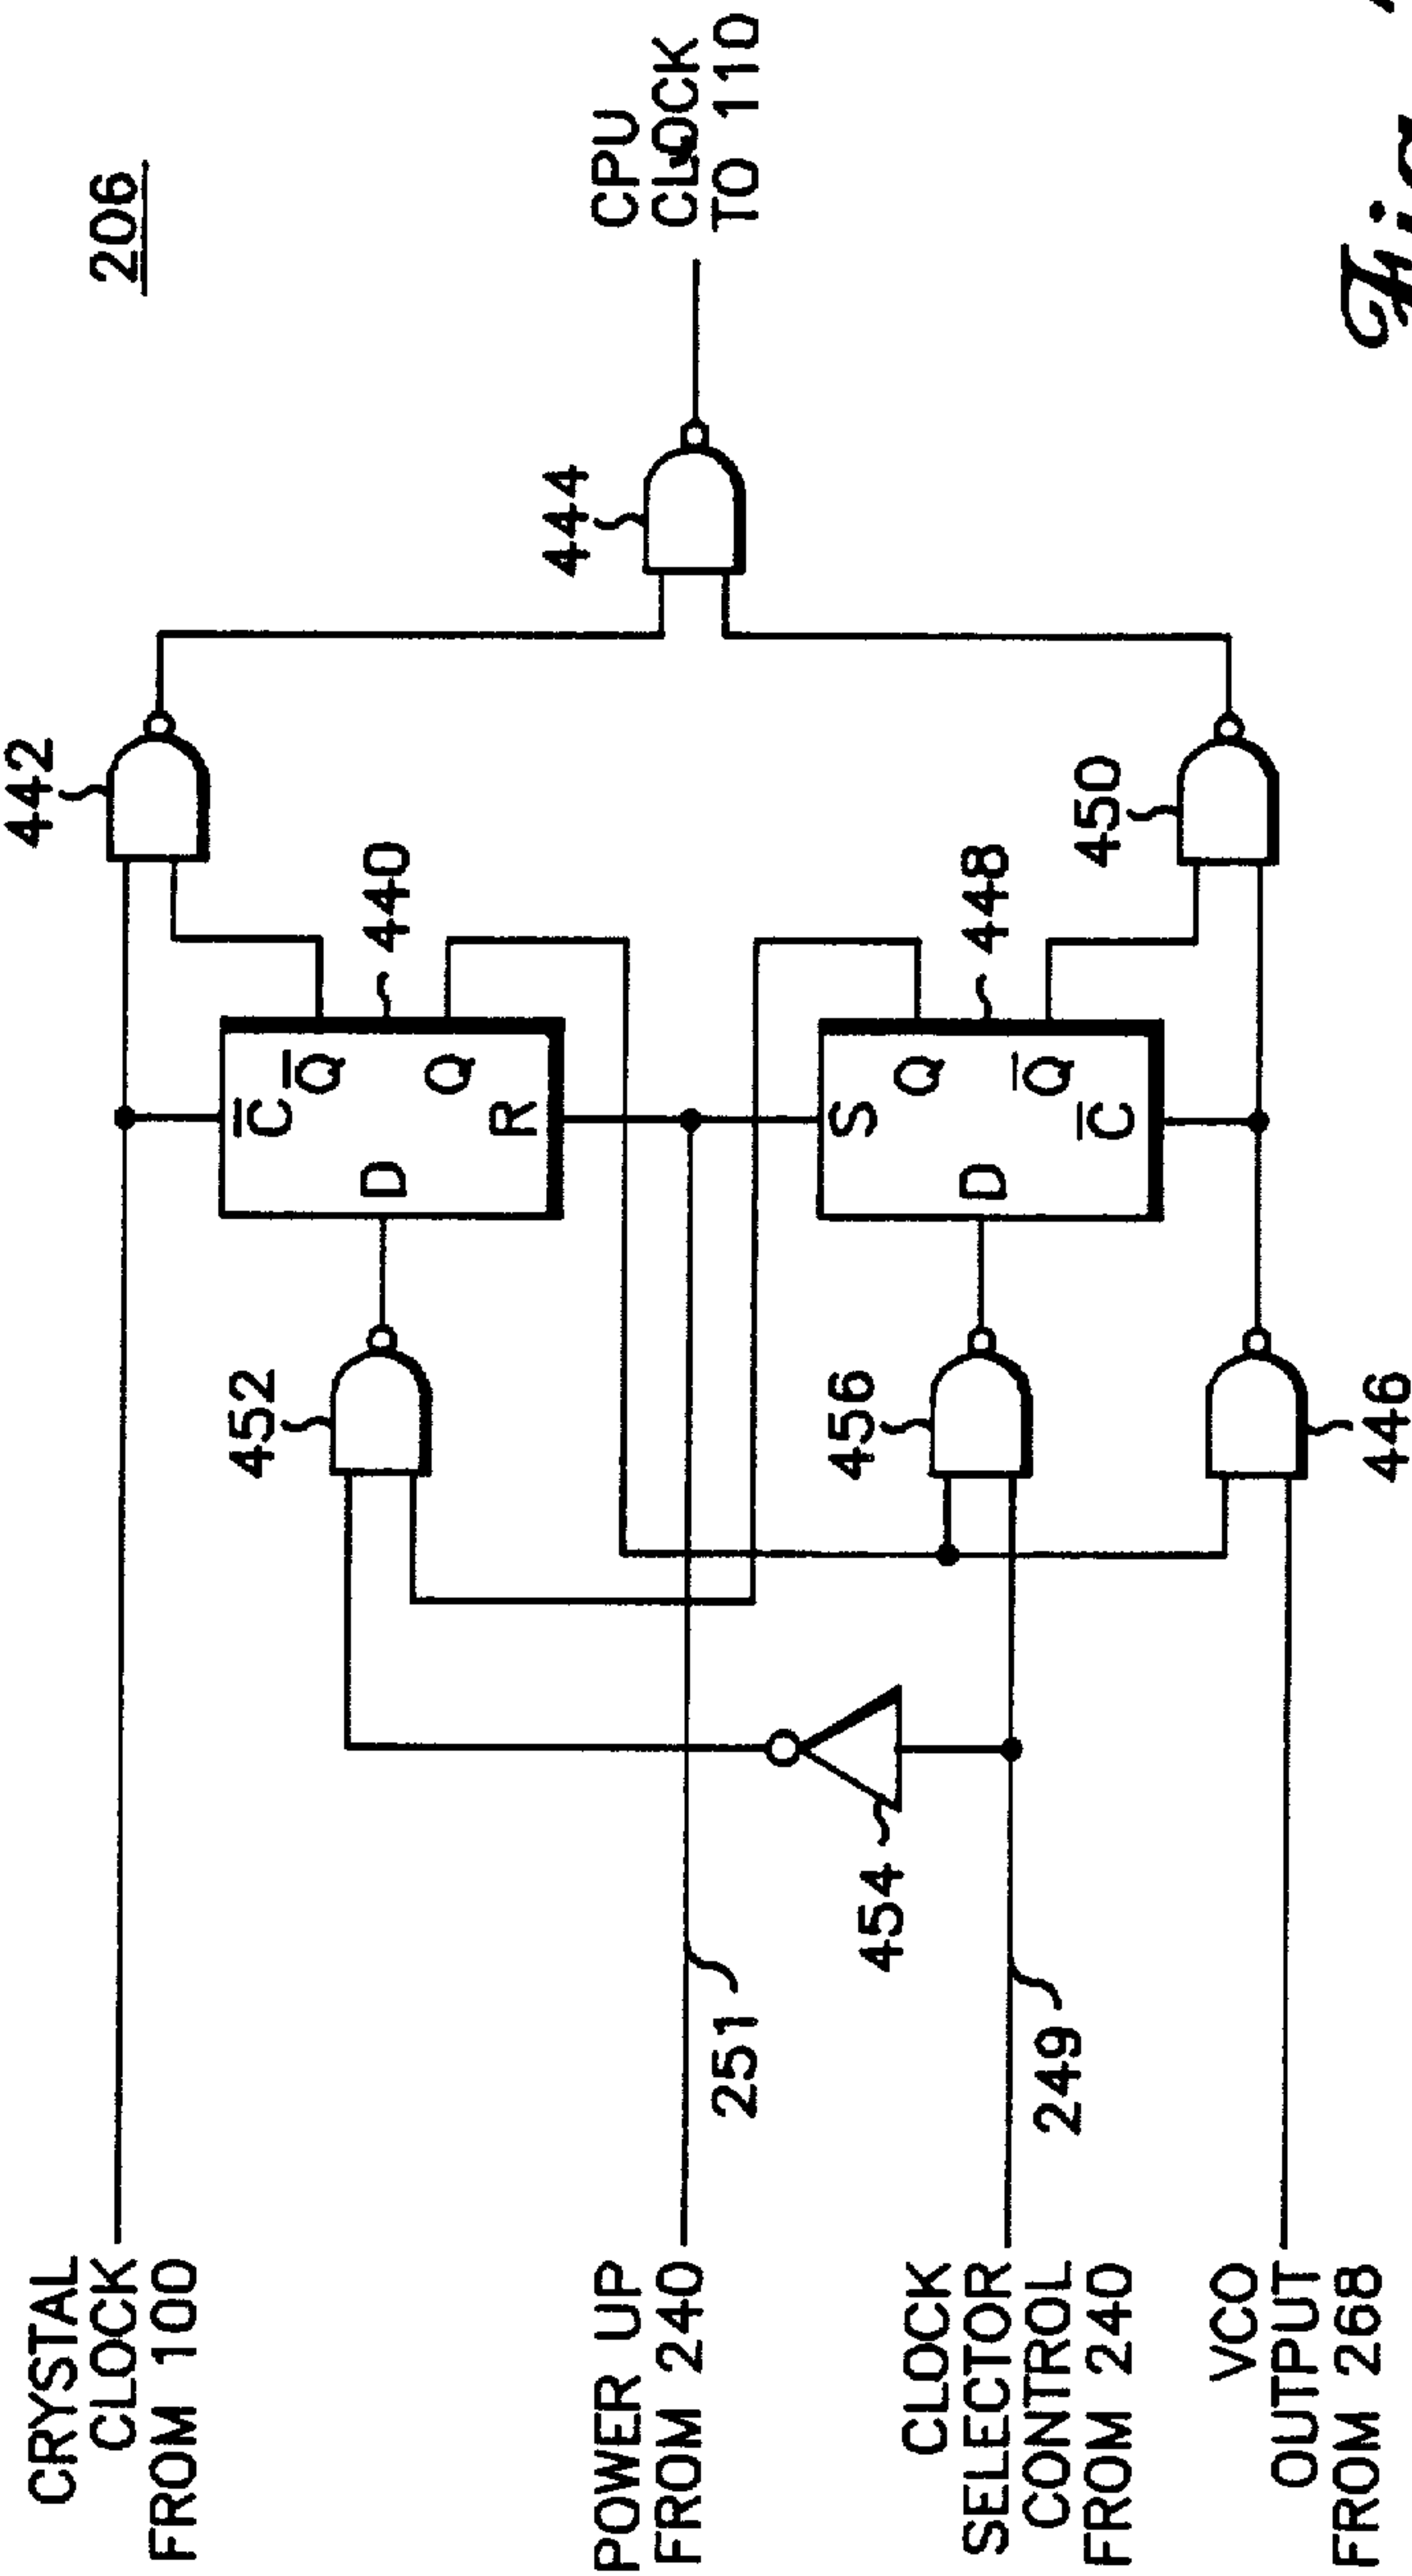 206
CRYSTAL
CLOCK
FROM 100
442
CPU
CLOCK
TO 110
444
440
C̅
Q̅
D
Q
R
452
POWER UP
FROM 240
251
454
456
448
S
Q
D
Q̅
C̅
450
CLOCK
SELECTOR
CONTROL
FROM 240
249
VCO
OUTPUT
FROM 268
446